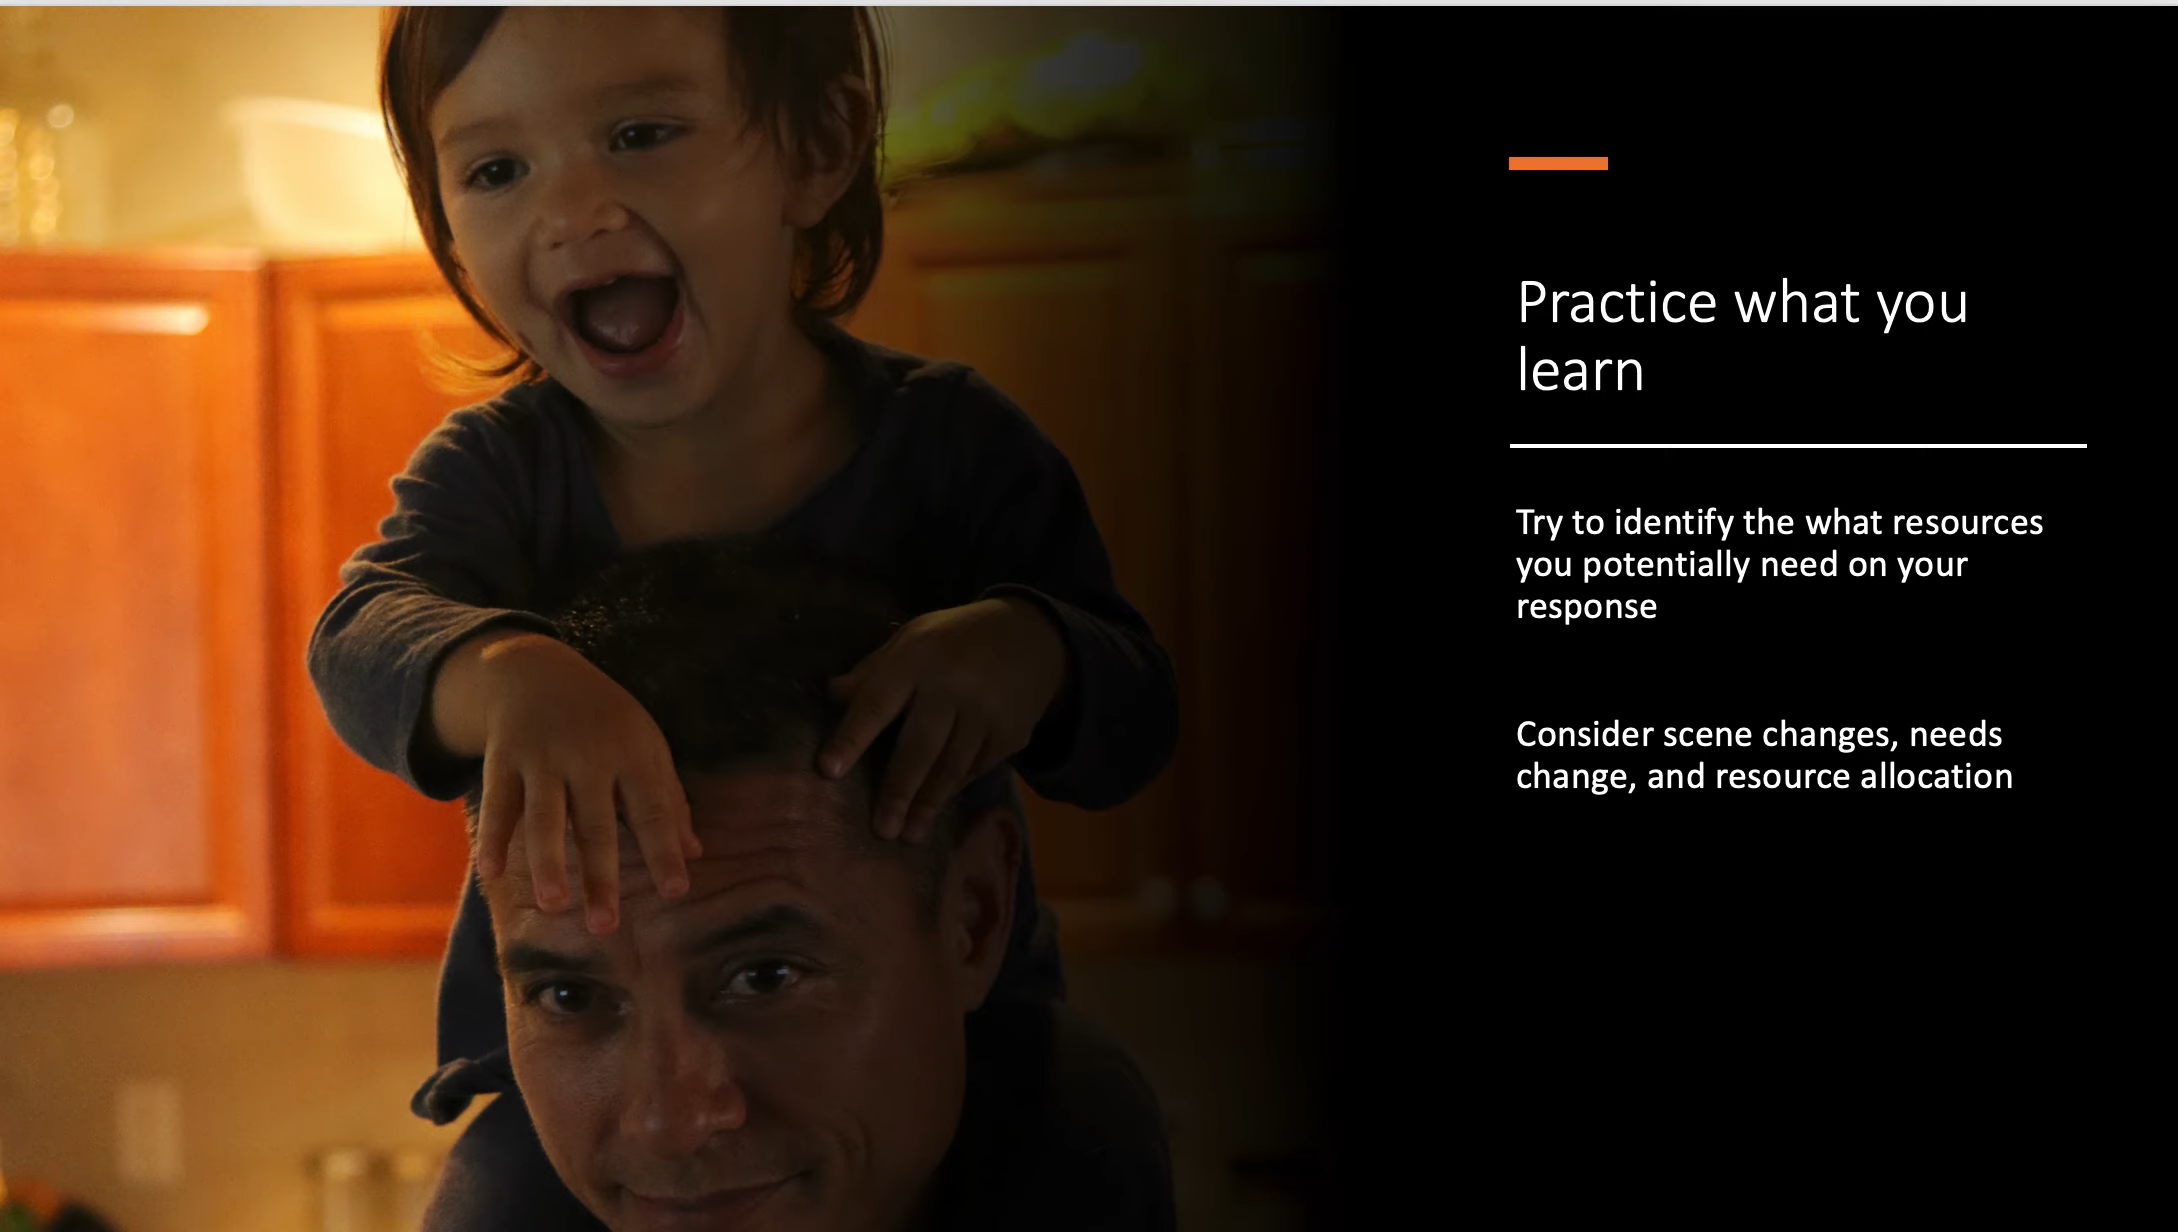 Practice what you
learn
Try to identify the what resources
you potentially need on your
response
Consider scene changes, needs
change, and resource allocation